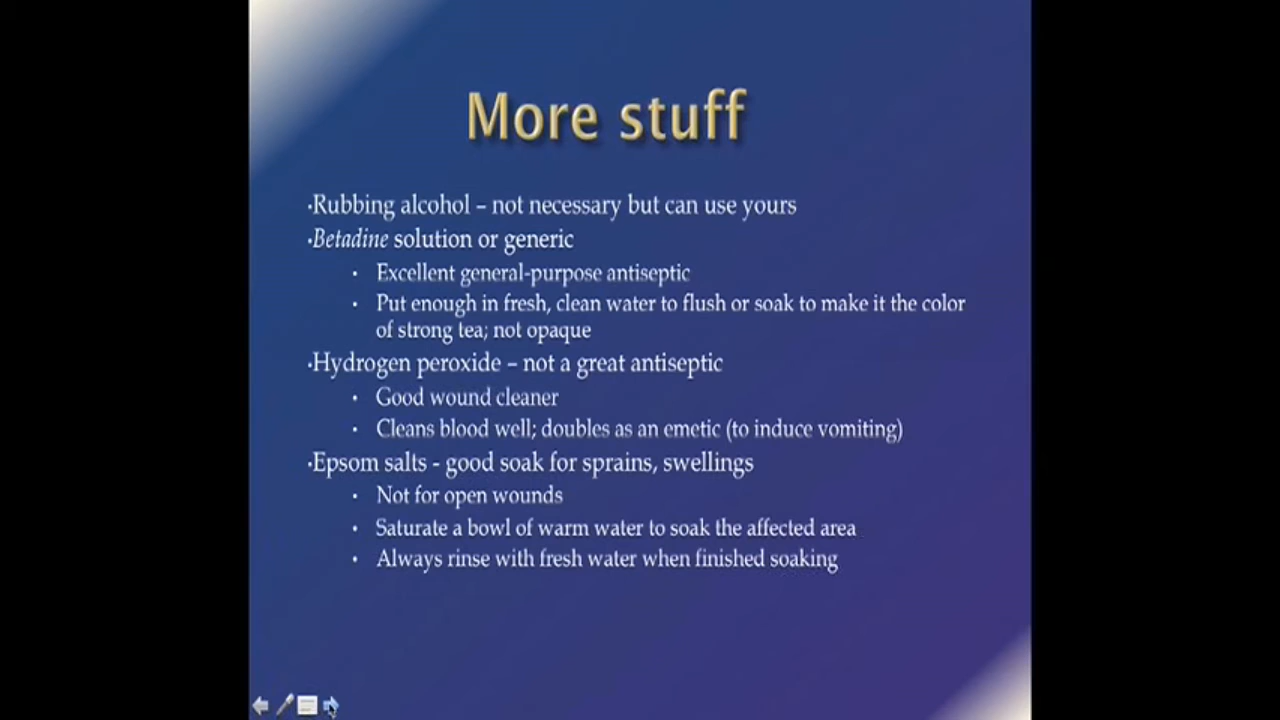 More stuff
·Rubbing alcohol – not necessary but can use yours
·Betadine solution or generic
· Excellent general-purpose antiseptic
· Put enough in fresh, clean water to flush or soak to make it the color
of strong tea; not opaque
·Hydrogen peroxide – not a great antiseptic
· Good wound cleaner
· Cleans blood well; doubles as an emetic (to induce vomiting)
·Epsom salts - good soak for sprains, swellings
· Not for open wounds
· Saturate a bowl of warm water to soak the affected area
· Always rinse with fresh water when finished soaking